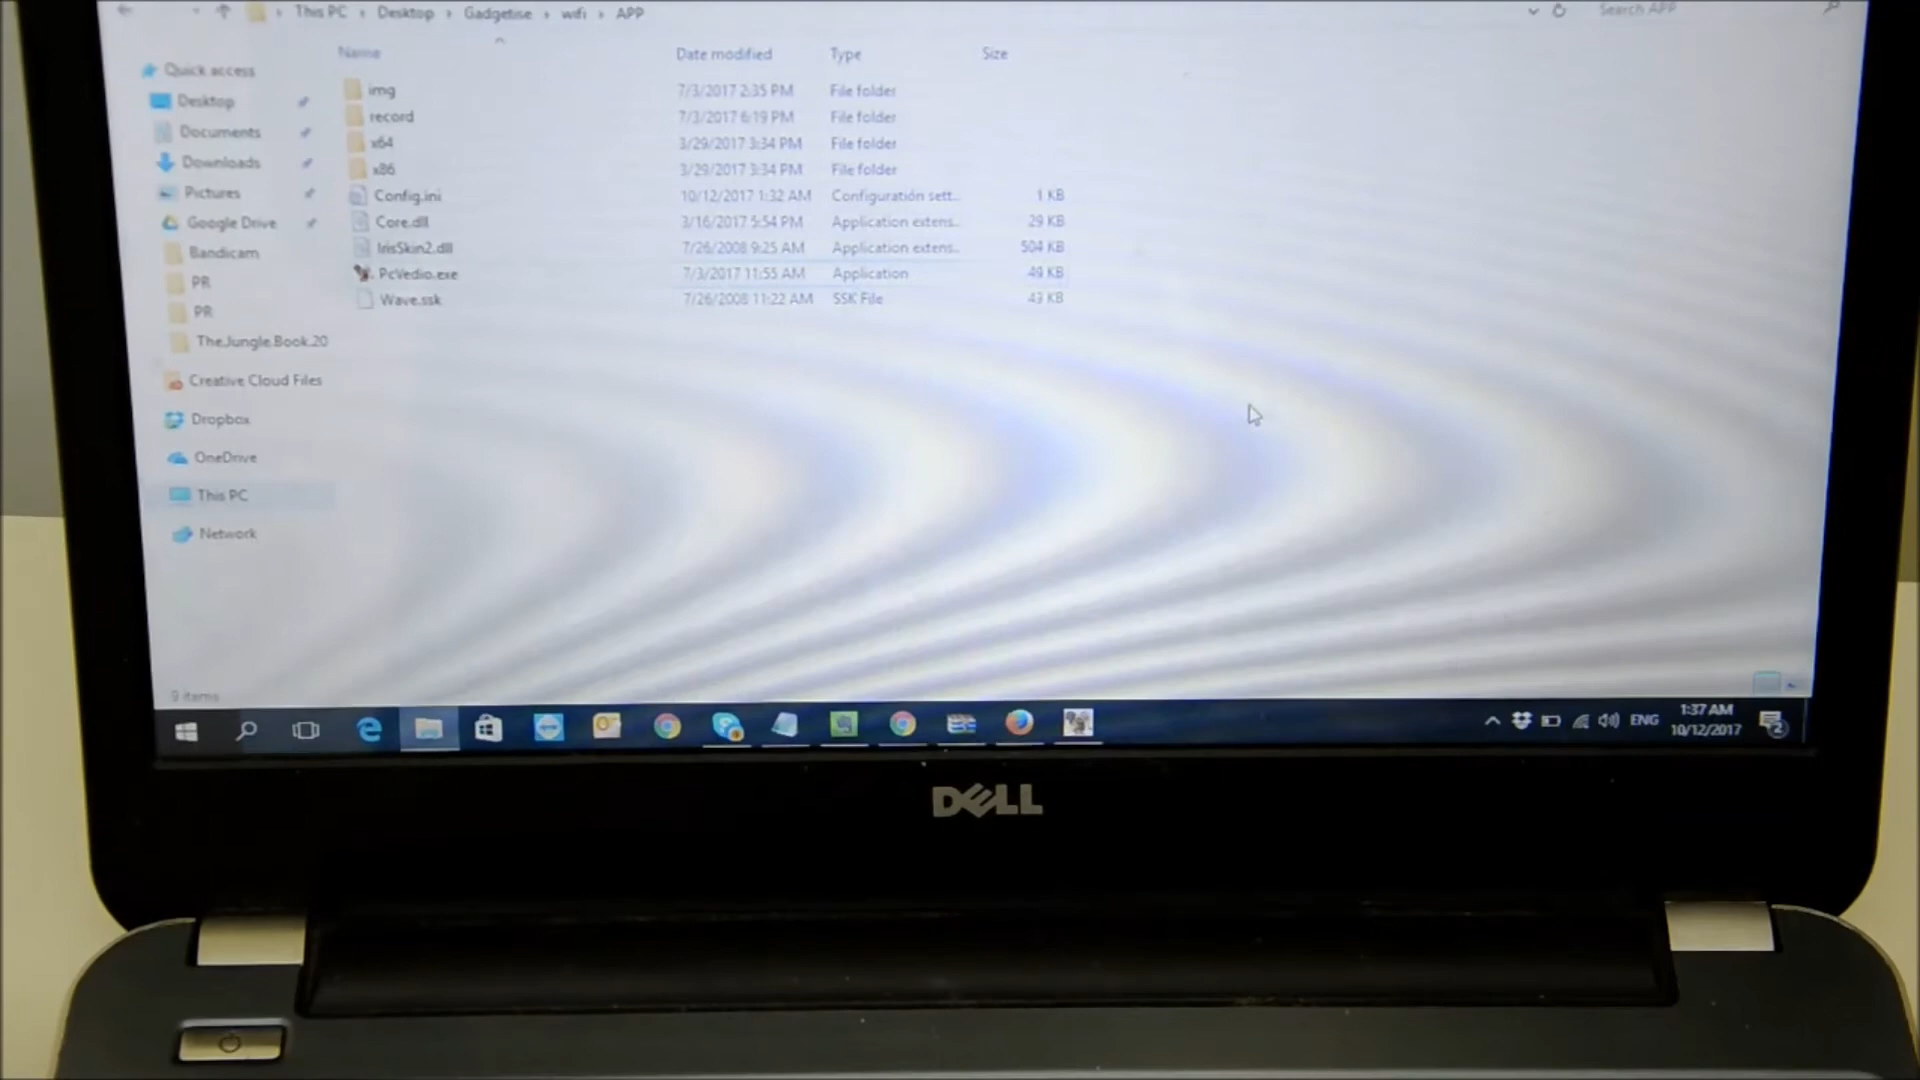 This PC › Desktop › Gadgetise › wifi › APP
Search APP
Name Date modified Type Size
Quick access
Desktop
Documents
Downloads
Pictures
Google Drive
Bandicam
PR
PR
The.Jungle.Book.20
Creative Cloud Files
Dropbox
OneDrive
This PC
Network
img 7/3/2017 2:35 PM File folder
record 7/3/2017 6:19 PM File folder
x64 3/29/2017 3:34 PM File folder
x86 3/29/2017 3:34 PM File folder
Config.ini 10/12/2017 1:32 AM Configuration sett... 1 KB
Core.dll 3/16/2017 5:54 PM Application extens... 29 KB
IrisSkin2.dll 7/26/2008 9:25 AM Application extens... 504 KB
PcVedio.exe 7/3/2017 11:55 AM Application 49 KB
Wave.ssk 7/26/2008 11:22 AM SSK File 43 KB
9 items
ENG
1:37 AM
10/12/2017
2
DELL